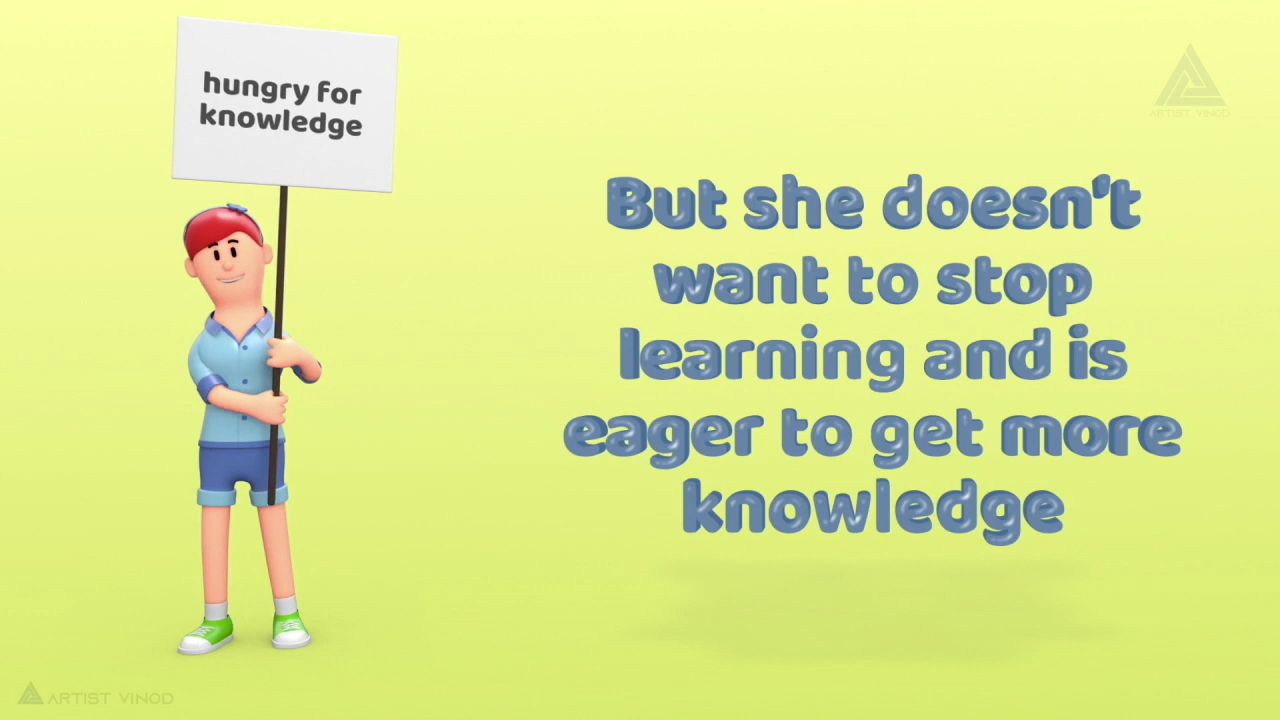 hungry for
knowledge
ARTIST VINOD
But she doesn't
want to stop
learning and is
eager to get more
knowledge
ARTIST VINOD